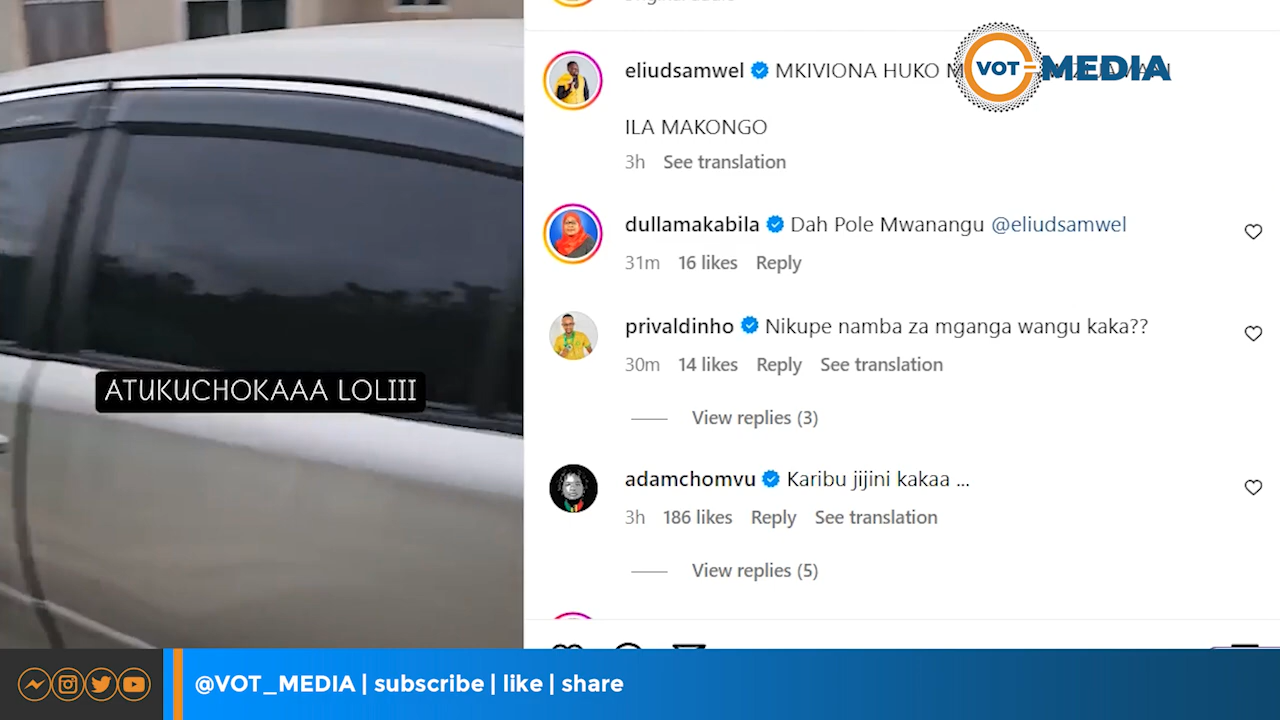 eliudsamwel MKIVIONA HUKO
ILA MAKONGO
3h See translation
dullamakabila Dah Pole Mwanangu @eliudsamwel
31m 16 likes Reply
privaldinho Nikupe namba za mganga wangu kaka??
30m 14 likes Reply See translation
View replies (3)
adamchomvu Karibu jijini kakaa ...
3h 186 likes Reply See translation
View replies (5)
VOT-MEDIA
ATUKUCHOKAAA LOLIII
@VOT_MEDIA | subscribe | like | share